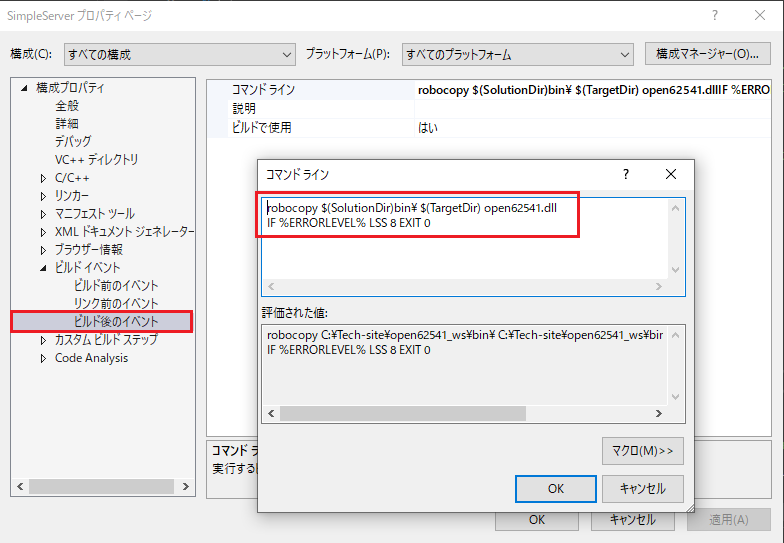 SimpleServer プロパティ ページ
構成(C):
すべての構成
プラットフォーム(P):
すべてのプラットフォーム
構成マネージャー(O)...
構成プロパティ
全般
詳細
デバッグ
VC++ ディレクトリ
C/C++
リンカー
マニフェスト ツール
XML ドキュメント ジェネレーター
ブラウザー情報
ビルド イベント
ビルド前のイベント
リンク前のイベント
ビルド後のイベント
カスタム ビルド ステップ
Code Analysis
コマンド ライン
robocopy $(SolutionDir)bin¥ $(TargetDir) open62541.dllIF %ERROR
説明
ビルドで使用
はい
コマンド ライン
robocopy $(SolutionDir)bin¥ $(TargetDir) open62541.dll
IF %ERRORLEVEL% LSS 8 EXIT 0
評価された値:
robocopy C:¥Tech-site¥open62541_ws¥bin¥ C:¥Tech-site¥open62541_ws¥bin
IF %ERRORLEVEL% LSS 8 EXIT 0
マクロ(M)>>
OK
キャンセル
コマンド
実行する
OK
キャンセル
適用(A)